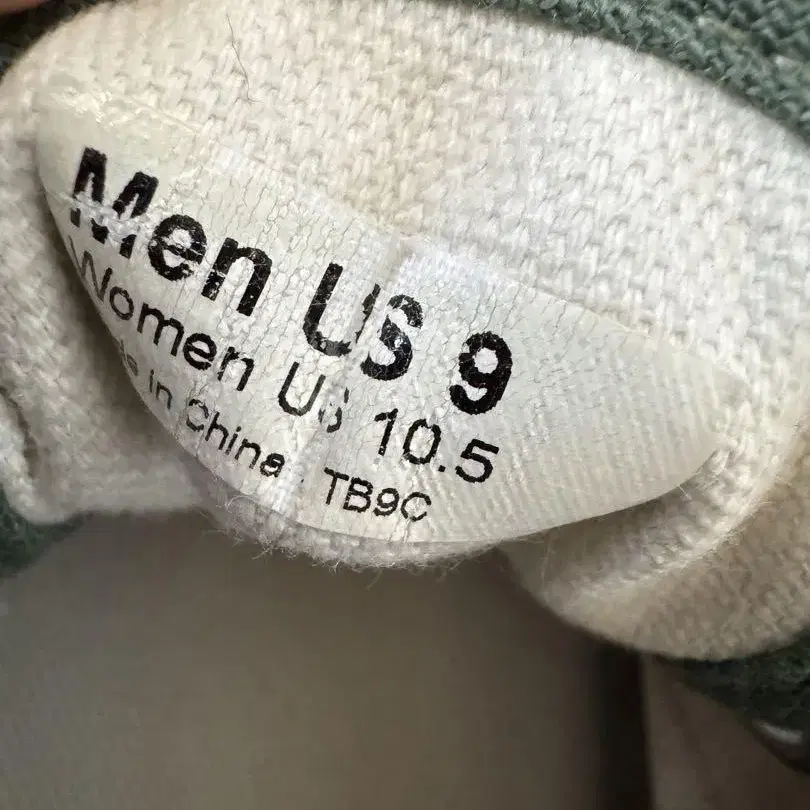 Men US 9
Women US 10.5
in China TB9C